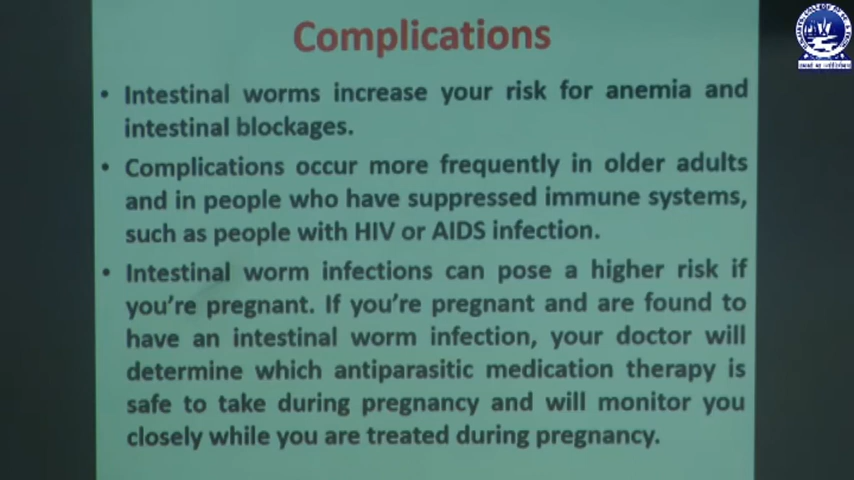 Complications
• Intestinal worms increase your risk for anemia and
intestinal blockages.
• Complications occur more frequently in older adults
and in people who have suppressed immune systems,
such as people with HIV or AIDS infection.
• Intestinal worm infections can pose a higher risk if
you're pregnant. If you're pregnant and are found to
have an intestinal worm infection, your doctor will
determine which antiparasitic medication therapy is
safe to take during pregnancy and will monitor you
closely while you are treated during pregnancy.